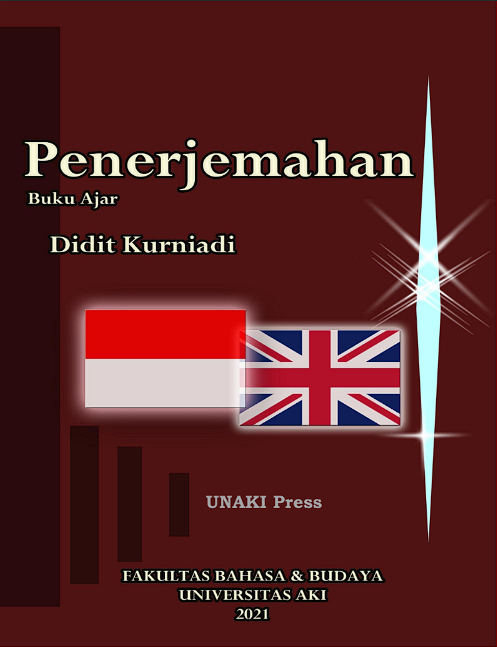 Penerjemahan
Buku Ajar
Didit Kurniadi
UNAKI Press
FAKULTAS BAHASA & BUDAYA
UNIVERSITAS AKI
2021